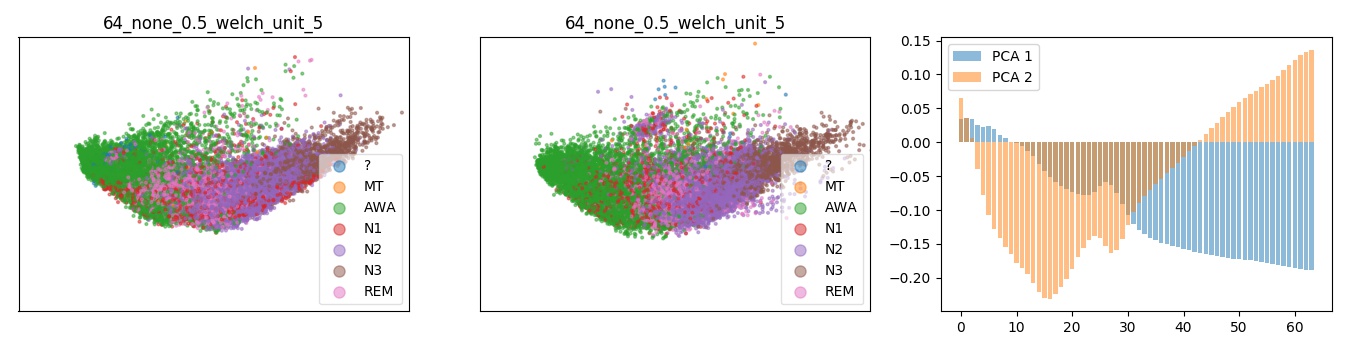 64_none_0.5_welch_unit_5
?
MT
AWA
N1
N2
N3
REM
64_none_0.5_welch_unit_5
?
MT
AWA
N1
N2
N3
REM
PCA 1
PCA 2
0.15
0.10
0.05
0.00
−0.05
−0.10
−0.15
−0.20
0 10 20 30 40 50 60